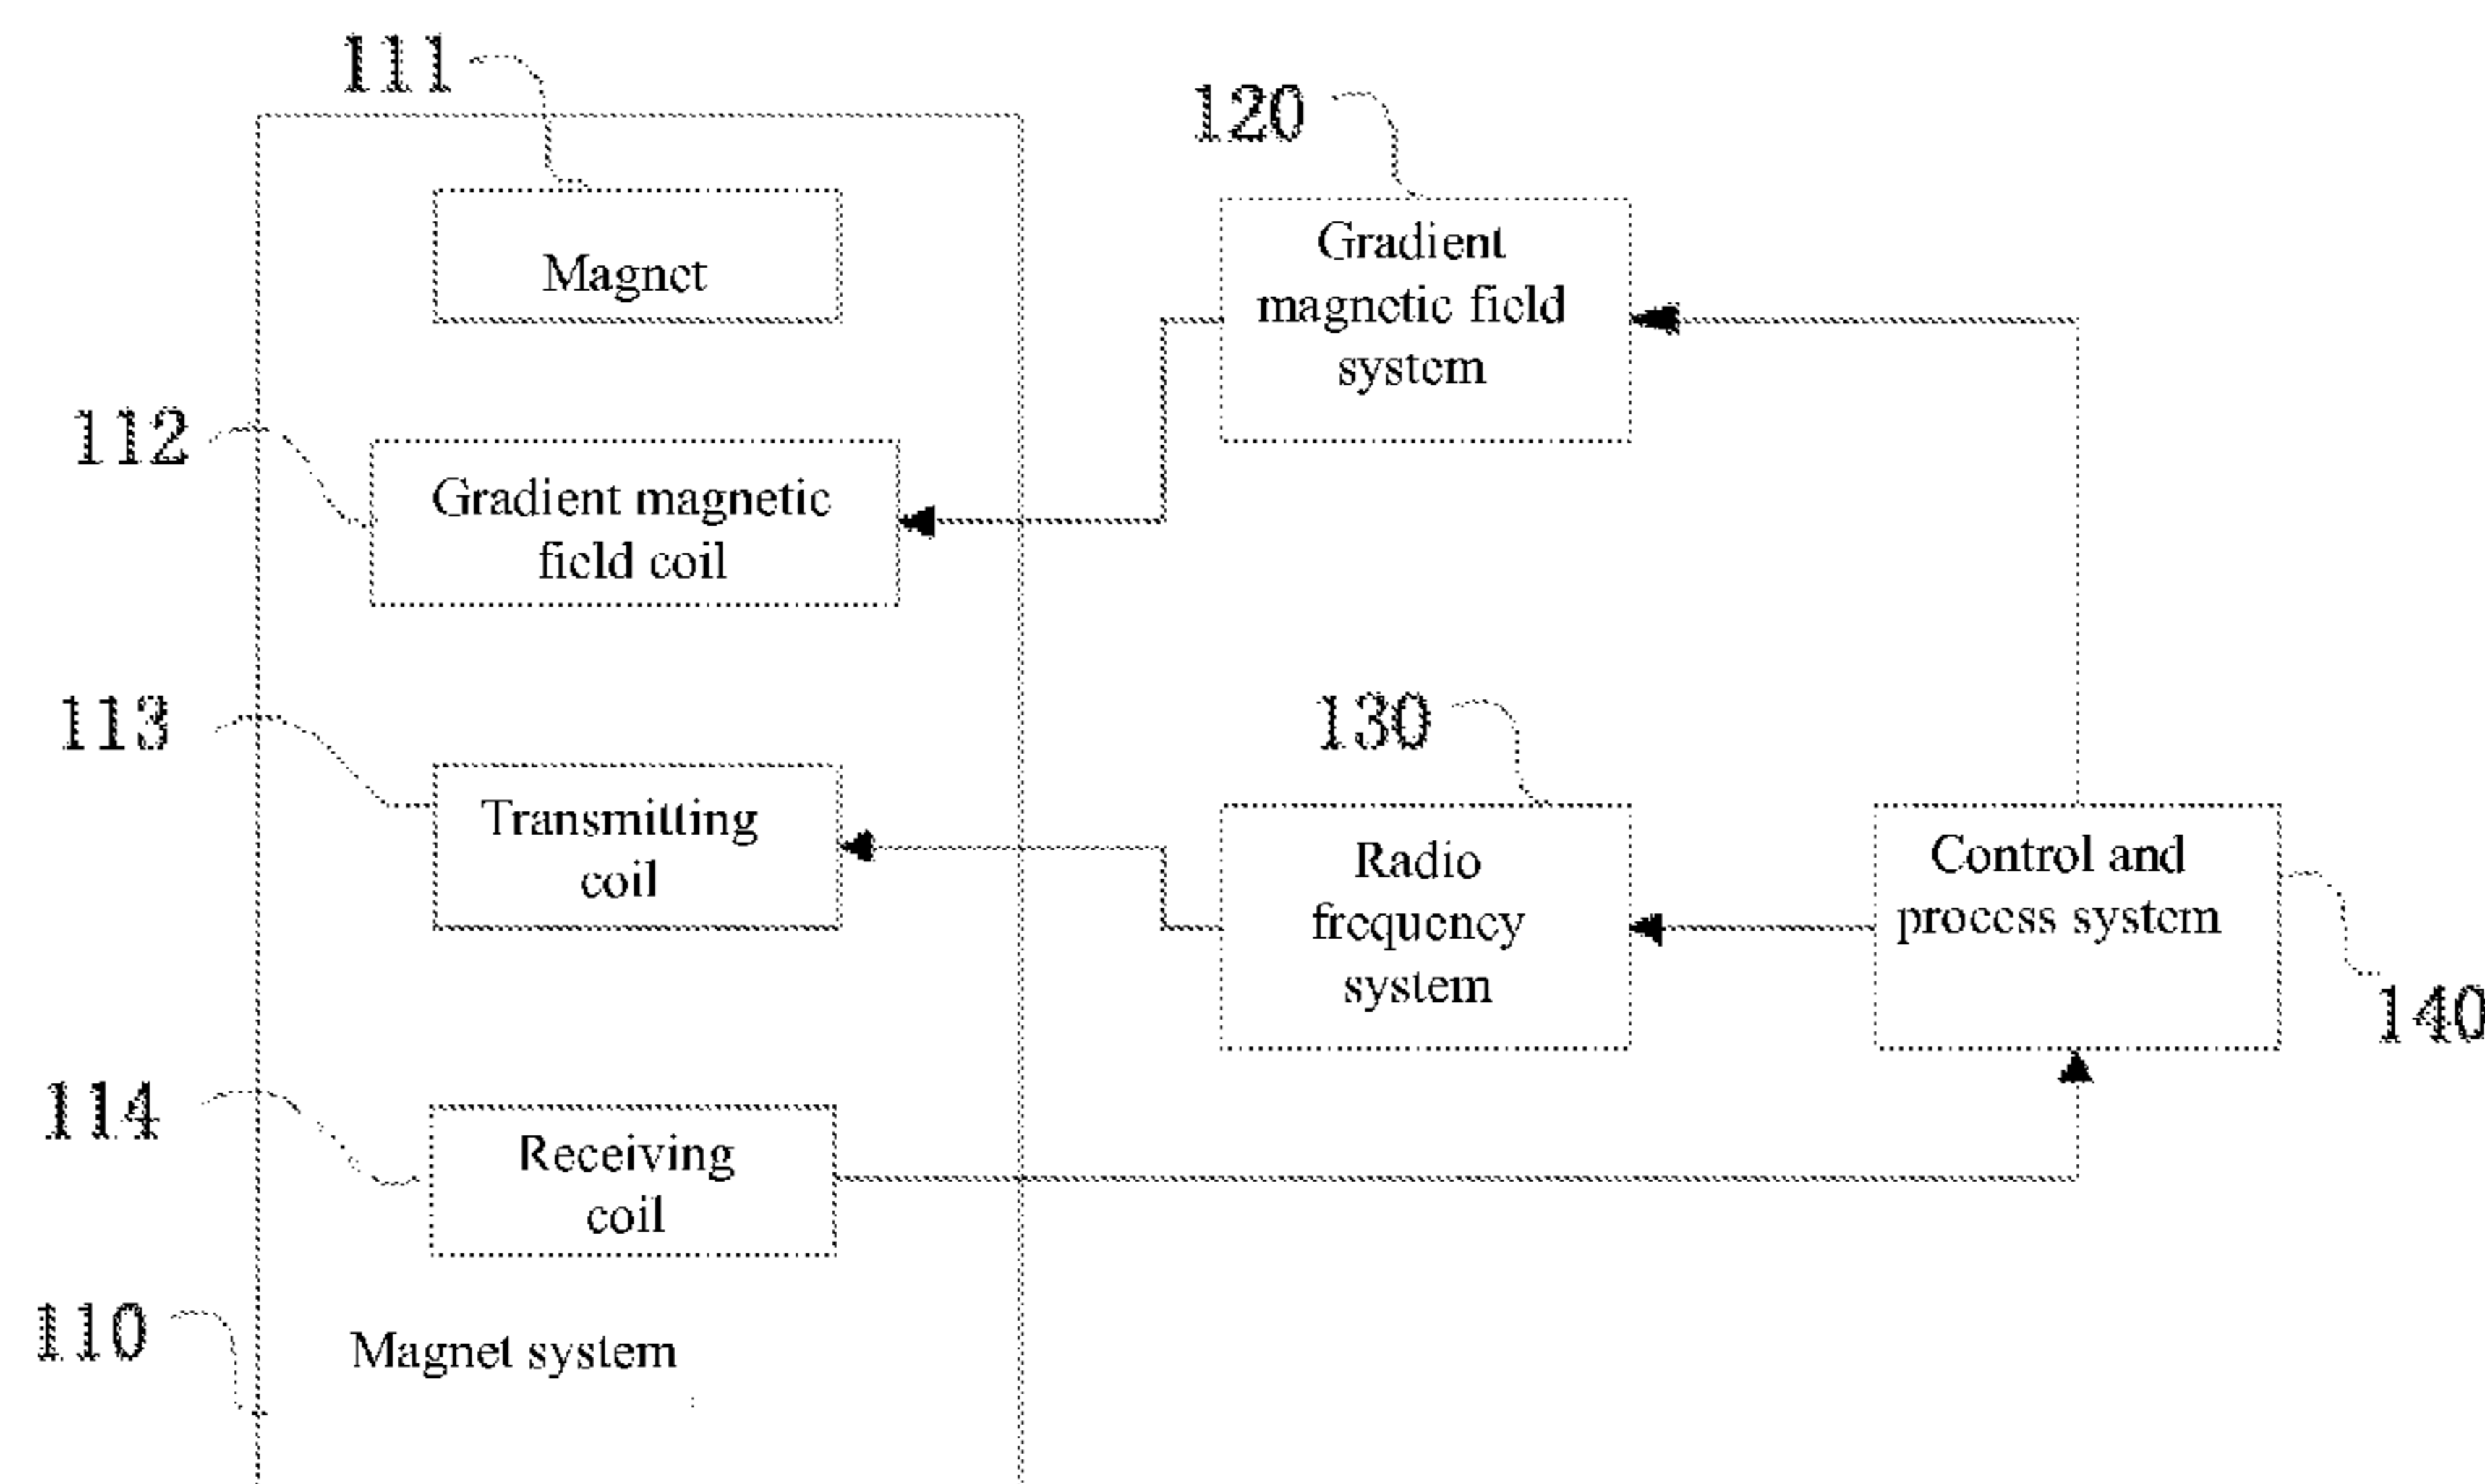 111
120
Magnet
Gradient
magnetic field
system
112
Gradient magnetic
field coil
113
130
Transmitting
coil
Radio
frequency
system
Control and
process system
140
114
Receiving
coil
110
Magnet system